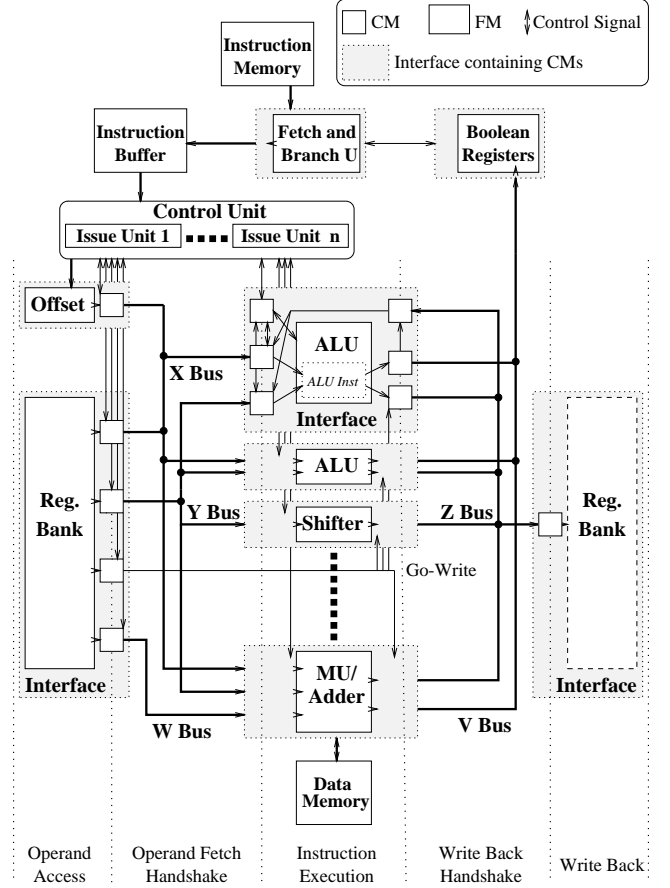 CM
FM
Control Signal
Interface containing CMs
Instruction
Memory
Instruction
Buffer
Fetch and
Branch U
Boolean
Registers
Control Unit
Issue Unit 1
Issue Unit n
Offset
X Bus
ALU
ALU Inst
Interface
ALU
Reg.
Bank
Y Bus
Shifter
Z Bus
Reg.
Bank
Go-Write
MU/
Adder
Interface
Interface
W Bus
V Bus
Data
Memory
Operand
Access
Operand Fetch
Handshake
Instruction
Execution
Write Back
Handshake
Write Back